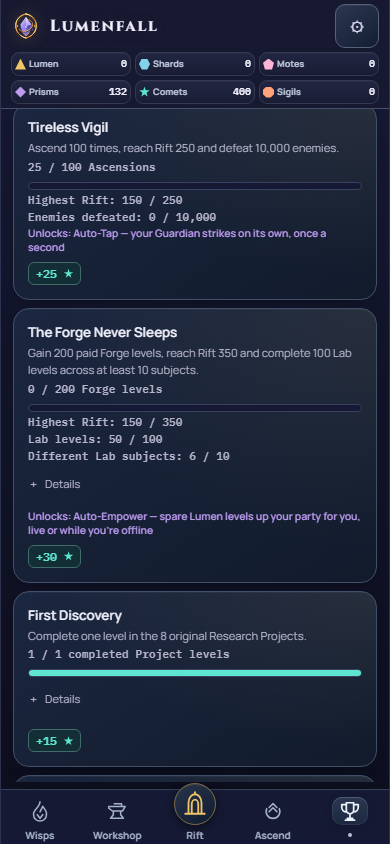 LUMENFALL
Lumen 0
Shards 0
Motes 0
Prisms 132
Comets 400
Sigils 0
Tireless Vigil
Ascend 100 times, reach Rift 250 and defeat 10,000 enemies.
25 / 100 Ascensions
Highest Rift: 150 / 250
Enemies defeated: 0 / 10,000
Unlocks: Auto-Tap — your Guardian strikes on its own, once a
second
+25 ★
The Forge Never Sleeps
Gain 200 paid Forge levels, reach Rift 350 and complete 100 Lab
levels across at least 10 subjects.
0 / 200 Forge levels
Highest Rift: 150 / 350
Lab levels: 50 / 100
Different Lab subjects: 6 / 10
+ Details
Unlocks: Auto-Empower — spare Lumen levels up your party for you,
live or while you're offline
+30 ★
First Discovery
Complete one level in the 8 original Research Projects.
1 / 1 completed Project levels
+ Details
+15 ★
Wisps
Workshop
Rift
Ascend